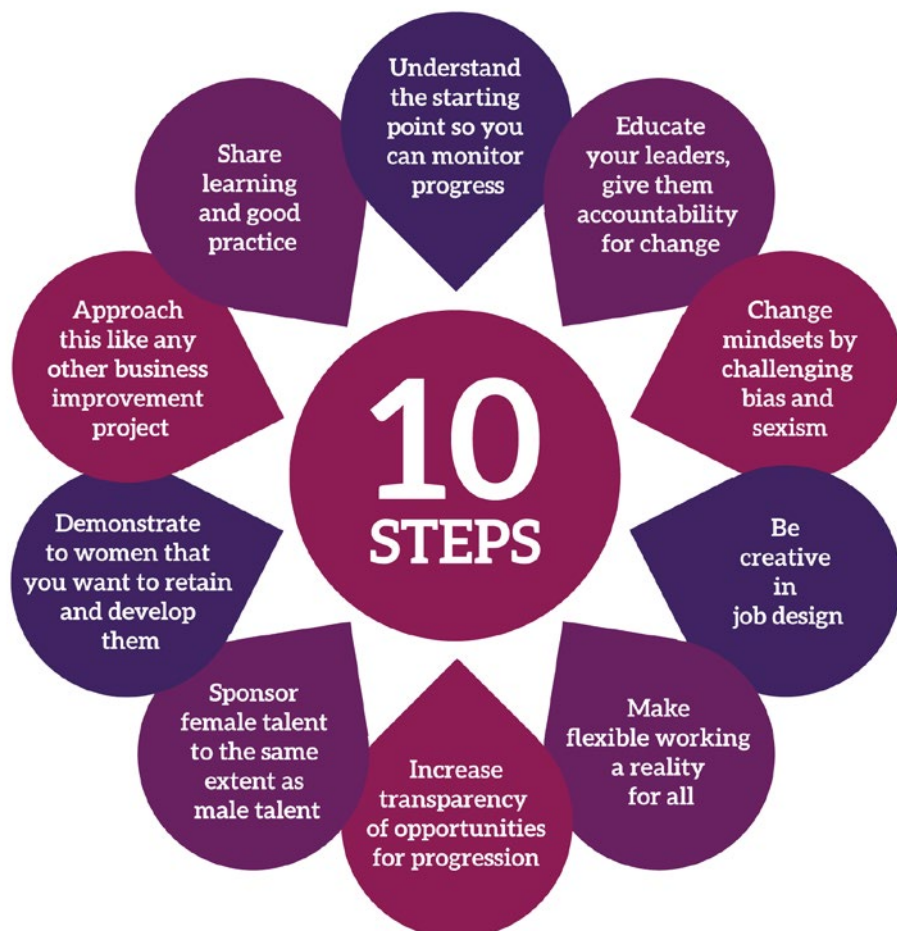 10
STEPS
Understand
the starting
point so you
can monitor
progress
Educate
your leaders,
give them
accountability
for change
Change
mindsets by
challenging
bias and
sexism
Be
creative
in
job design
Make
flexible working
a reality
for all
Increase
transparency
of opportunities
for progression
Sponsor
female talent
to the same
extent as
male talent
Demonstrate
to women that
you want to retain
and develop
them
Approach
this like any
other business
improvement
project
Share
learning
and good
practice